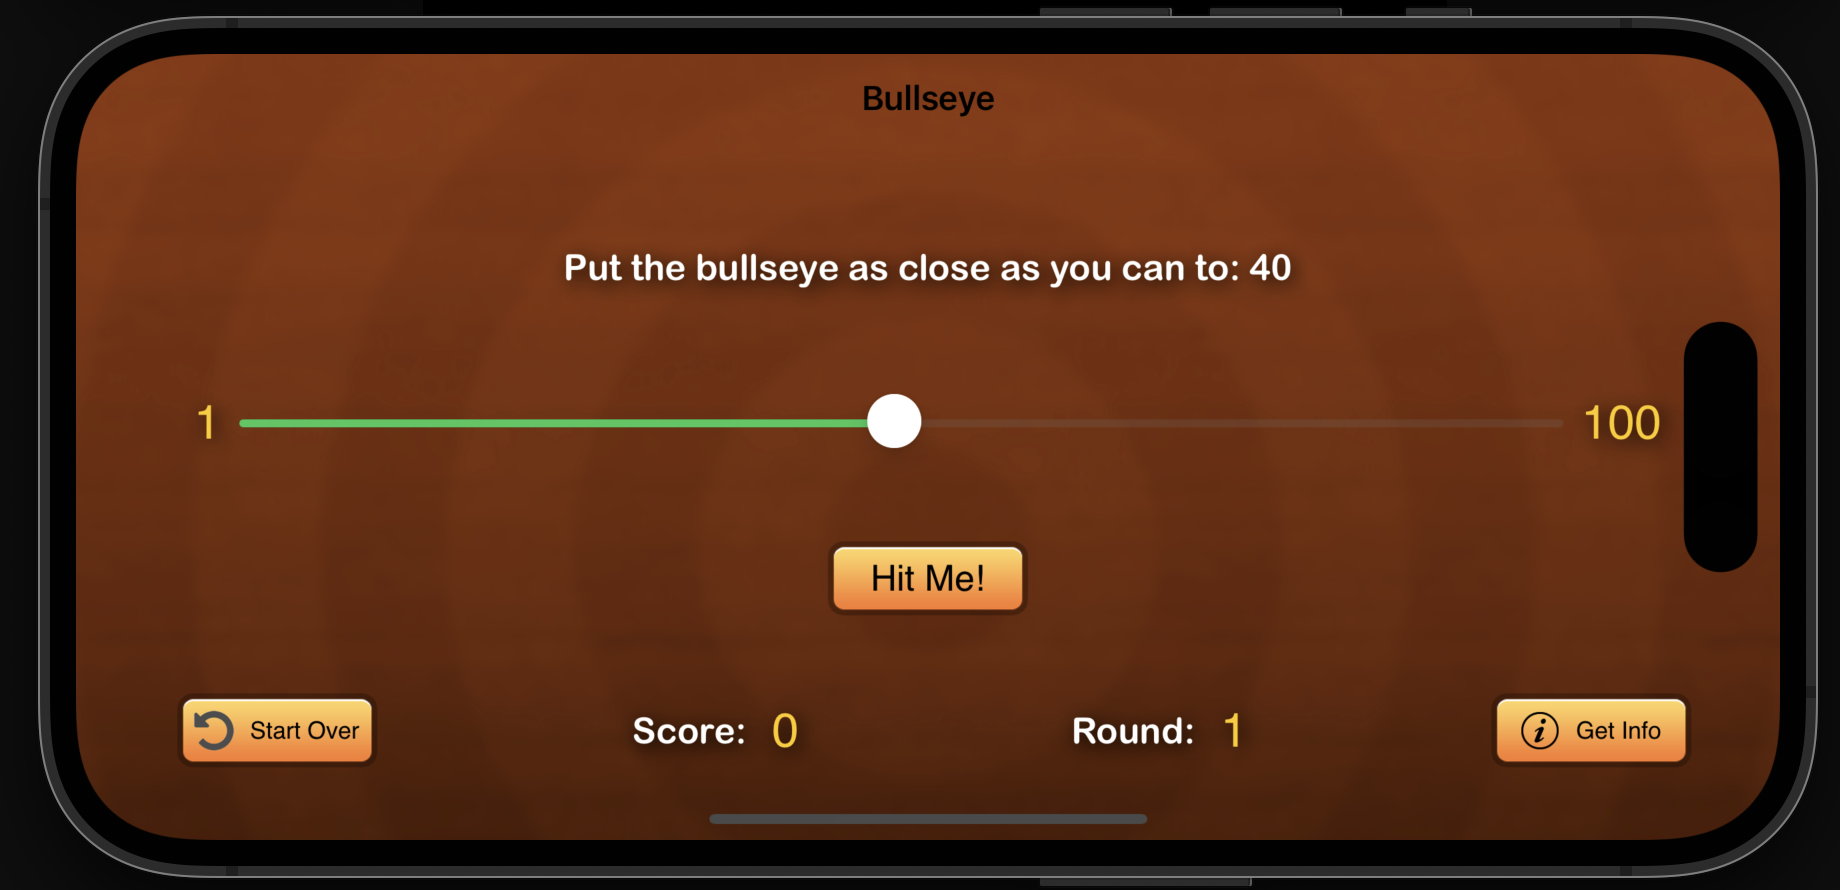 Bullseye
Put the bullseye as close as you can to: 40
1 100
Hit Me!
Start Over Score: 0 Round: 1 Get Info